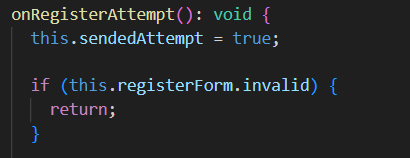 onRegisterAttempt(): void {
this.sendedAttempt = true;
if (this.registerForm.invalid) {
return;
}